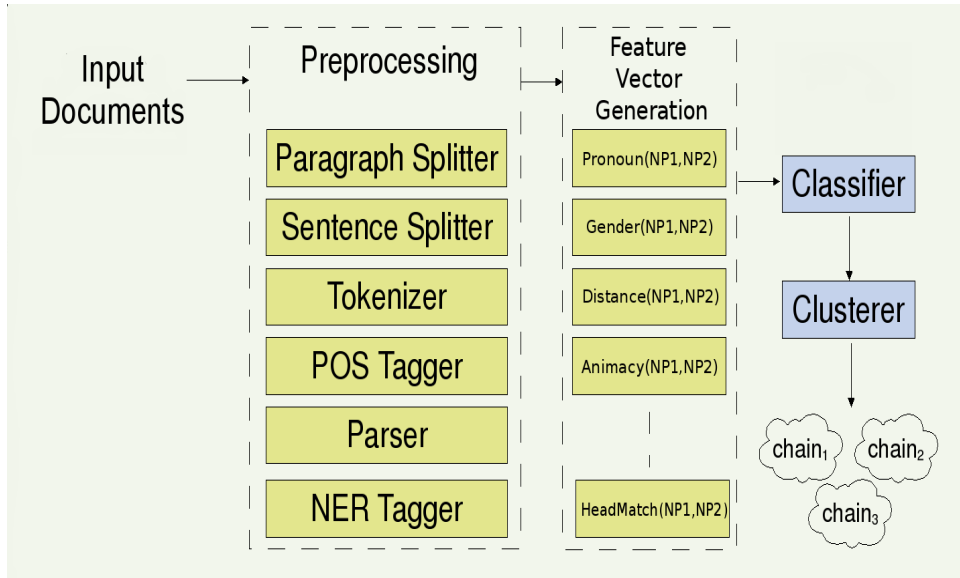 Input
Documents
Preprocessing
Paragraph Splitter
Sentence Splitter
Tokenizer
POS Tagger
Parser
NER Tagger
Feature
Vector
Generation
Pronoun(NP1,NP2)
Gender(NP1,NP2)
Distance(NP1,NP2)
Animacy(NP1,NP2)
HeadMatch(NP1,NP2)
Classifier
Clusterer
chain₁
chain₂
chain₃